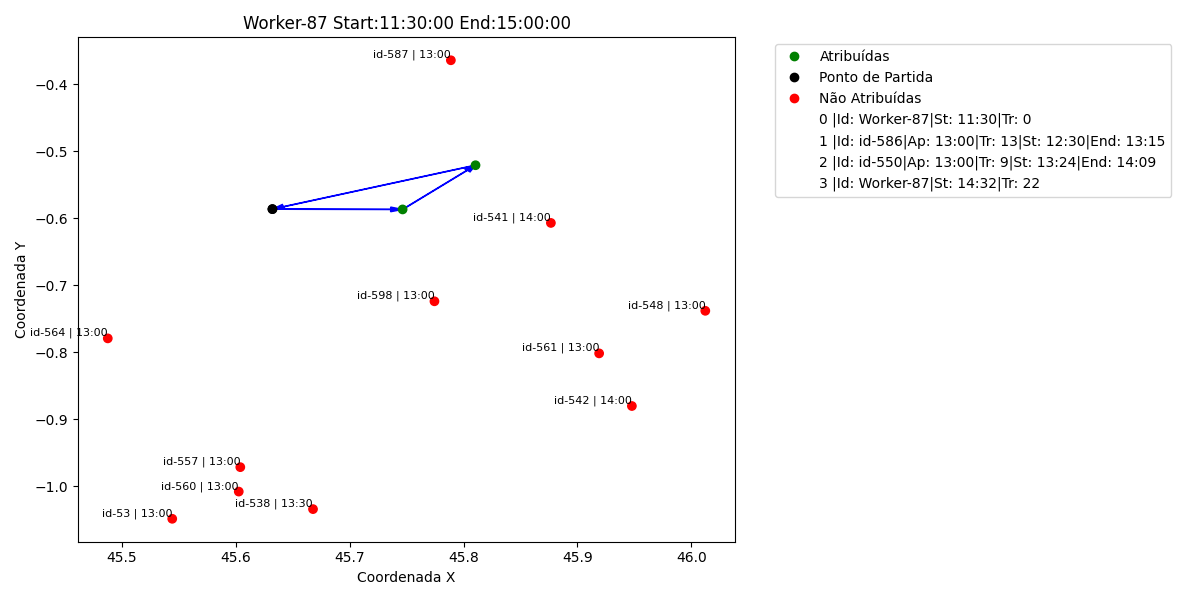 Worker-87 Start:11:30:00 End:15:00:00
Coordenada Y
−0.4
−0.5
−0.6
−0.7
−0.8
−0.9
−1.0
id-587 | 13:00
id-541 | 14:00
id-598 | 13:00
id-548 | 13:00
id-564 | 13:00
id-561 | 13:00
id-542 | 14:00
id-557 | 13:00
id-560 | 13:00
id-538 | 13:30
id-53 | 13:00
45.5
45.6
45.7
45.8
45.9
46.0
Coordenada X
Atribuídas
Ponto de Partida
Não Atribuídas
0 |Id: Worker-87|St: 11:30|Tr: 0
1 |Id: id-586|Ap: 13:00|Tr: 13|St: 12:30|End: 13:15
2 |Id: id-550|Ap: 13:00|Tr: 9|St: 13:24|End: 14:09
3 |Id: Worker-87|St: 14:32|Tr: 22